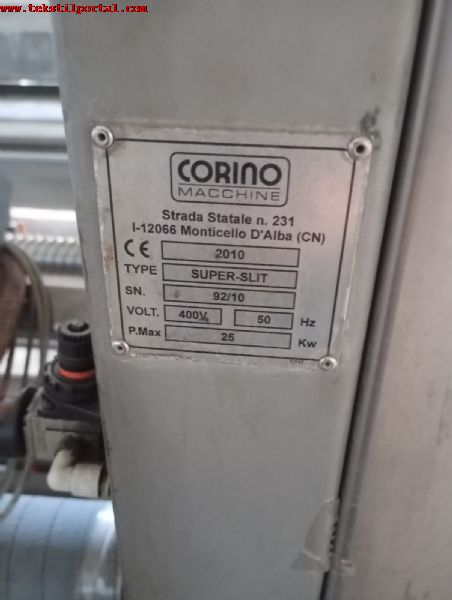 www.tekstilportal.com
CORINO
MACCHINE
Strada Statale n. 231
I-12066 Monticello D'Alba (CN)
CE 2010
TYPE SUPER-SLIT
SN. 92/10
VOLT. 400V 50 Hz
P.Max 25 Kw